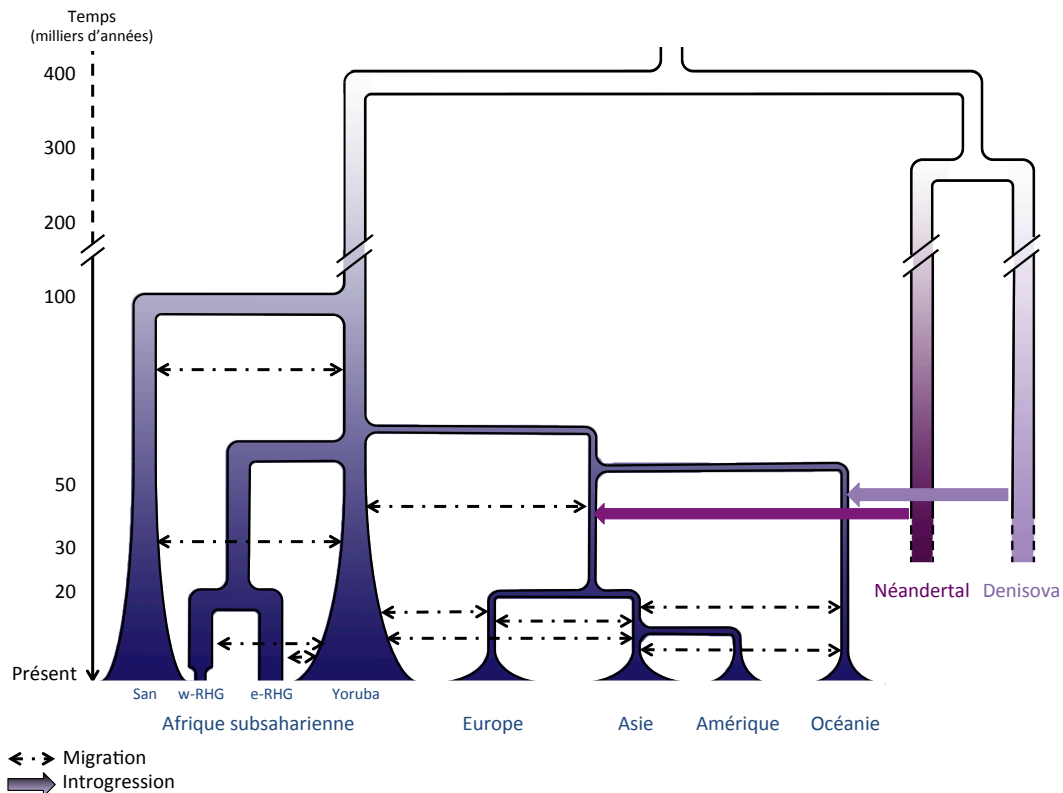 Temps
(milliers d’années)
400
300
200
100
50
30
20
Présent
Néandertal Denisova
San w-RHG e-RHG Yoruba
Afrique subsaharienne Europe Asie Amérique Océanie
Migration
Introgression